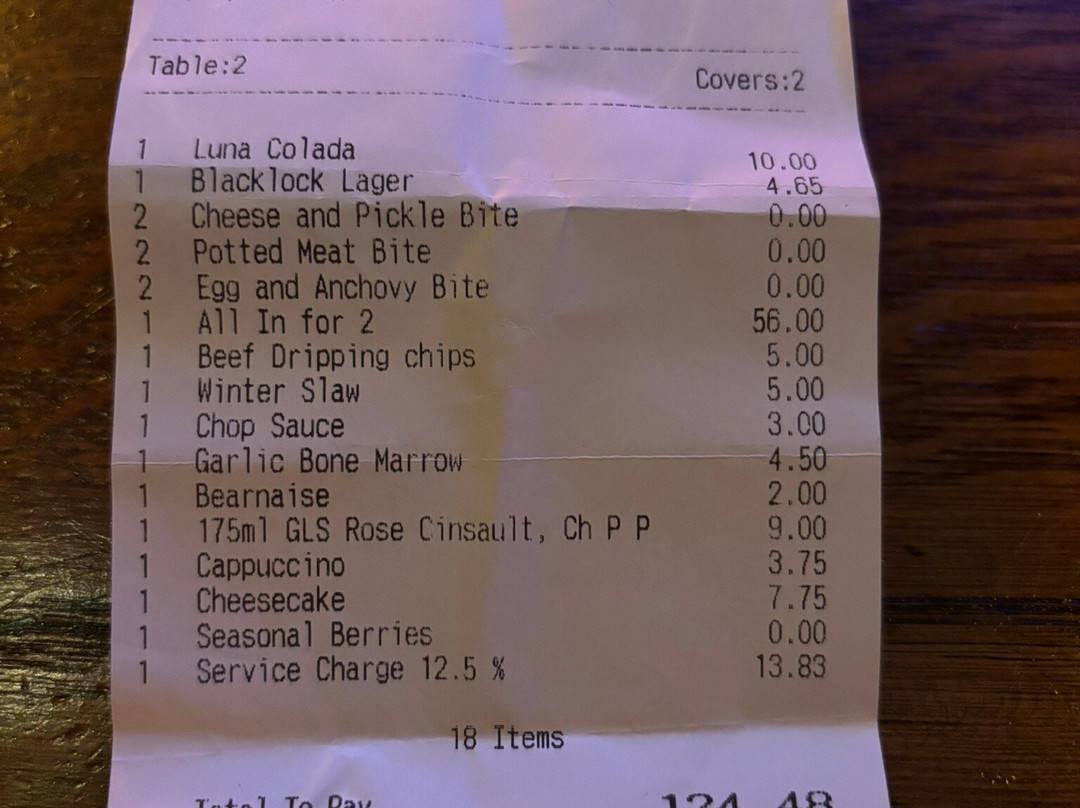 Table:2
Covers:2
1 Luna Colada 10.00
1 Blacklock Lager 4.65
2 Cheese and Pickle Bite 0.00
2 Potted Meat Bite 0.00
2 Egg and Anchovy Bite 0.00
1 All In for 2 56.00
1 Beef Dripping chips 5.00
1 Winter Slaw 5.00
1 Chop Sauce 3.00
1 Garlic Bone Marrow 4.50
1 Bearnaise 2.00
1 175ml GLS Rose Cinsault, Ch P P 9.00
1 Cappuccino 3.75
1 Cheesecake 7.75
1 Seasonal Berries 0.00
1 Service Charge 12.5 % 13.83
18 Items
Total To Pay 124.48